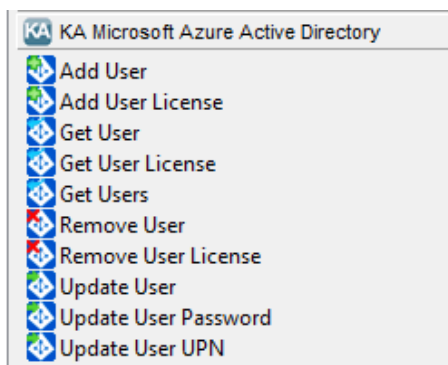 KA KA Microsoft Azure Active Directory
Add User
Add User License
Get User
Get User License
Get Users
Remove User
Remove User License
Update User
Update User Password
Update User UPN